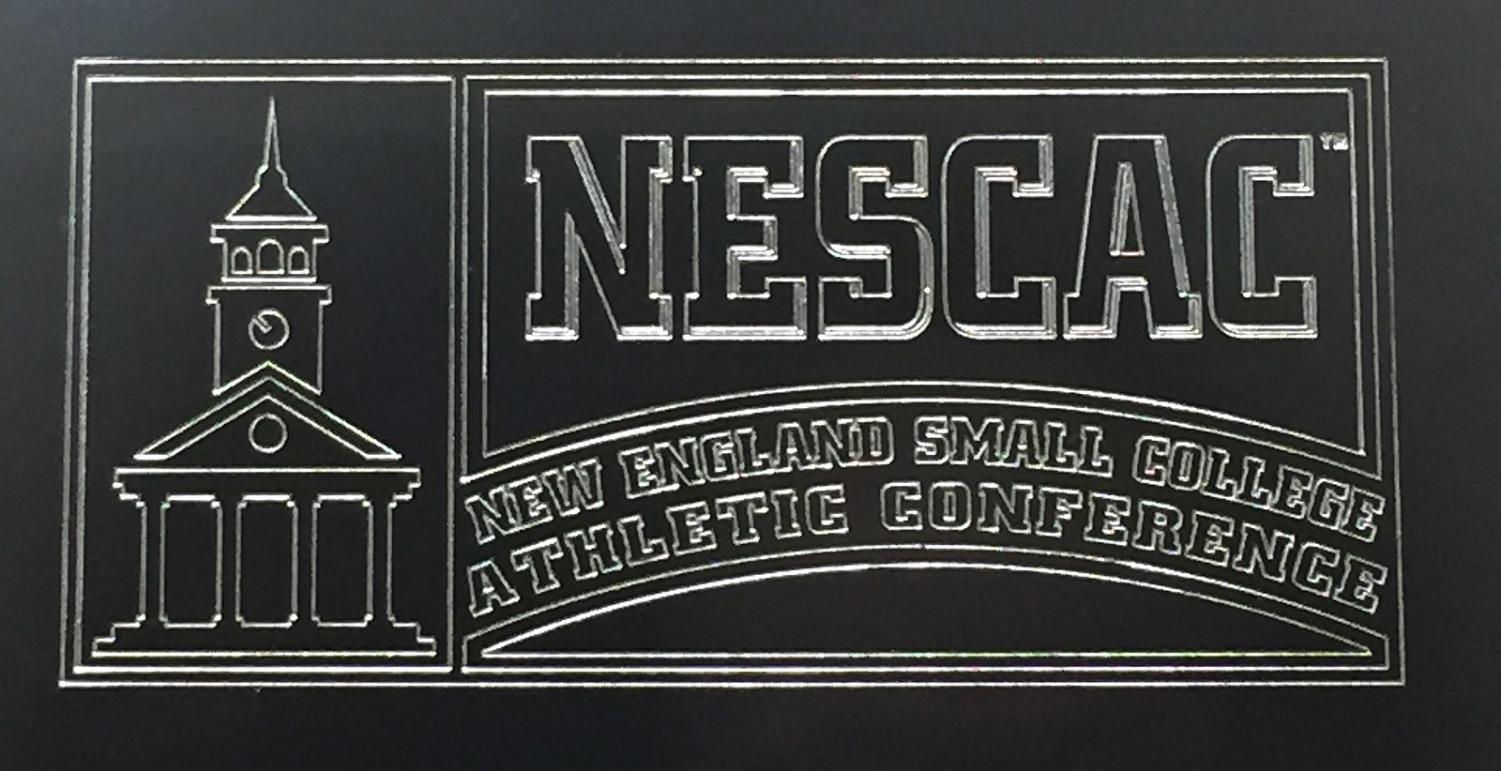 NESCAC™
NEW ENGLAND SMALL COLLEGE
ATHLETIC CONFERENCE